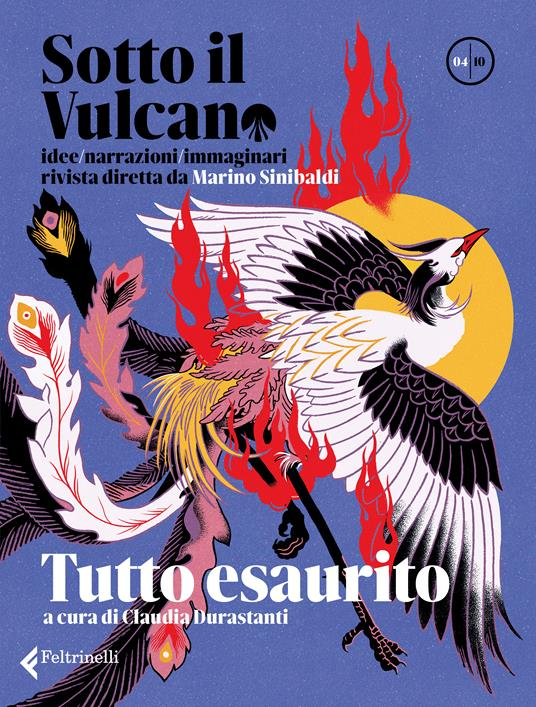 Sotto il
Vulcano
04|10
idee/narrazioni/immaginari
rivista diretta da Marino Sinibaldi
Tutto esaurito
a cura di Claudia Durastanti
Feltrinelli